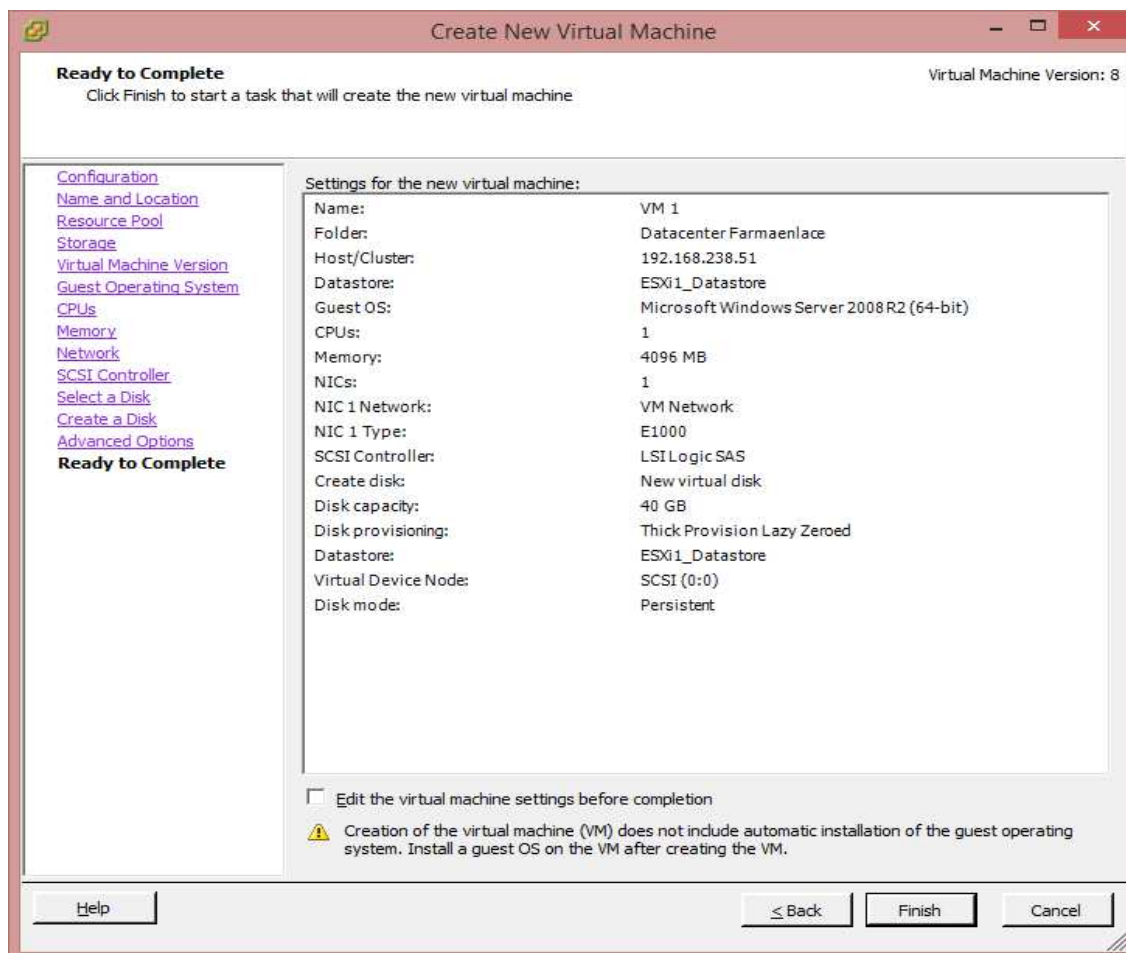 Create New Virtual Machine
Ready to Complete
Virtual Machine Version: 8
Click Finish to start a task that will create the new virtual machine
Configuration
Name and Location
Resource Pool
Storage
Virtual Machine Version
Guest Operating System
CPUs
Memory
Network
SCSI Controller
Select a Disk
Create a Disk
Advanced Options
Ready to Complete
Settings for the new virtual machine:
Name: VM 1
Folder: Datacenter Farmaenlace
Host/Cluster: 192.168.238.51
Datastore: ESXi1_Datastore
Guest OS: Microsoft Windows Server 2008 R2 (64-bit)
CPUs: 1
Memory: 4096 MB
NICs: 1
NIC 1 Network: VM Network
NIC 1 Type: E1000
SCSI Controller: LSI Logic SAS
Create disk: New virtual disk
Disk capacity: 40 GB
Disk provisioning: Thick Provision Lazy Zeroed
Datastore: ESXi1_Datastore
Virtual Device Node: SCSI (0:0)
Disk mode: Persistent
Edit the virtual machine settings before completion
Creation of the virtual machine (VM) does not include automatic installation of the guest operating
system. Install a guest OS on the VM after creating the VM.
Help
< Back
Finish
Cancel